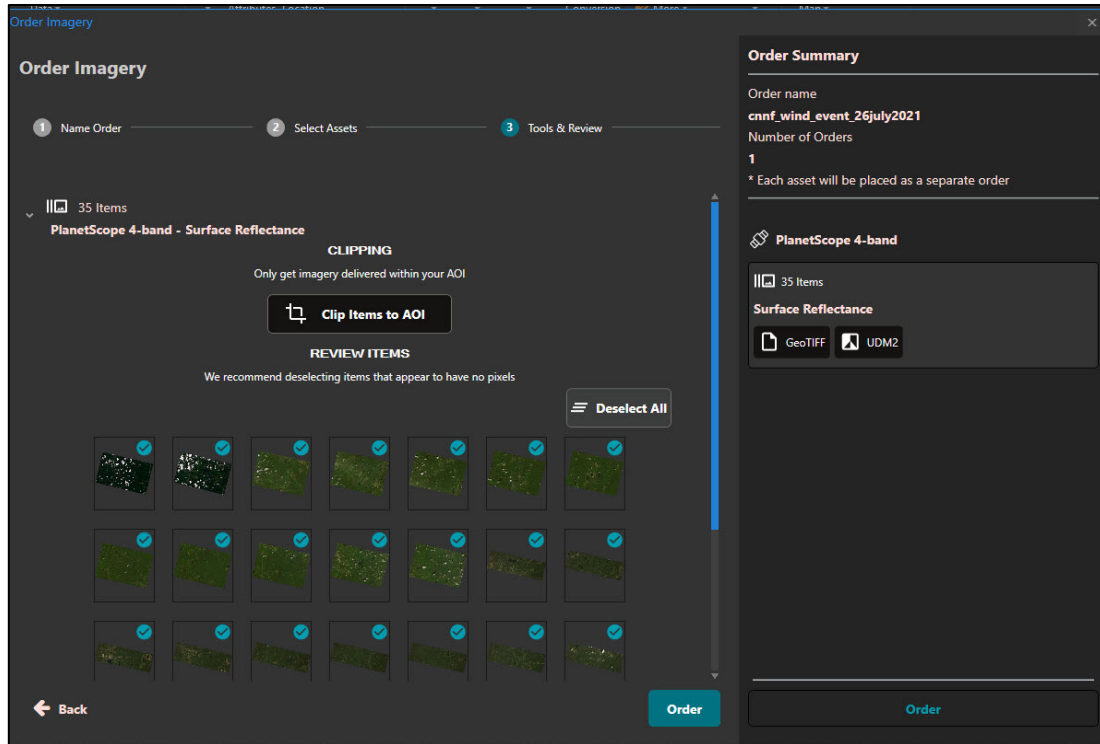 Order Imagery
×
Order Imagery
1 Name Order
2 Select Assets
3 Tools & Review
35 Items
PlanetScope 4-band - Surface Reflectance
CLIPPING
Only get imagery delivered within your AOI
Clip Items to AOI
REVIEW ITEMS
We recommend deselecting items that appear to have no pixels
Deselect All
Back
Order
Order Summary
Order name
cnnf_wind_event_26july2021
Number of Orders
1
* Each asset will be placed as a separate order
PlanetScope 4-band
35 Items
Surface Reflectance
GeoTIFF UDM2
Order